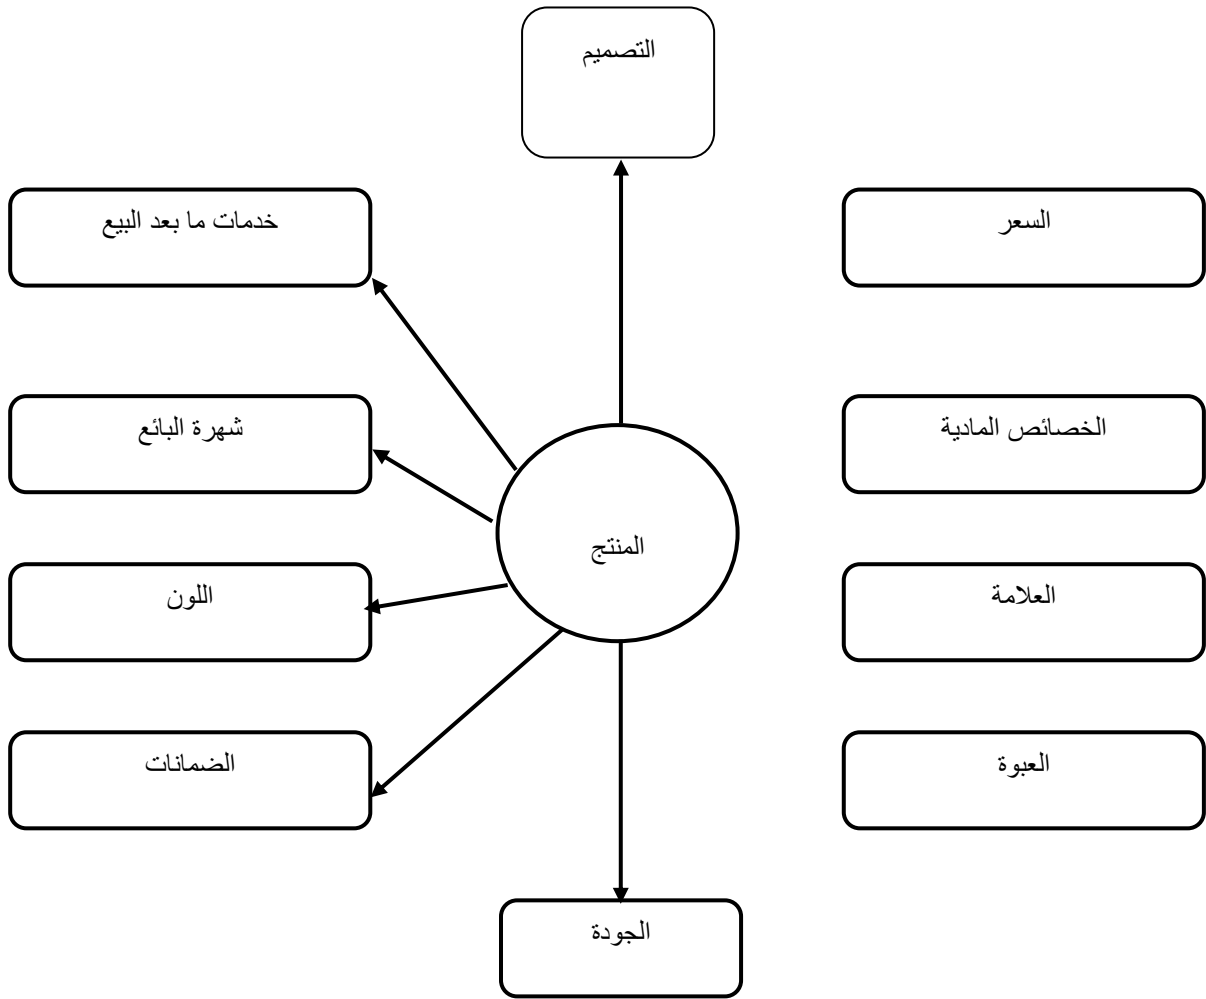 التصميم
السعر
خدمات ما بعد البيع
الخصائص المادية
شهرة البائع
المنتج
العلامة
اللون
العبوة
الضمانات
الجودة